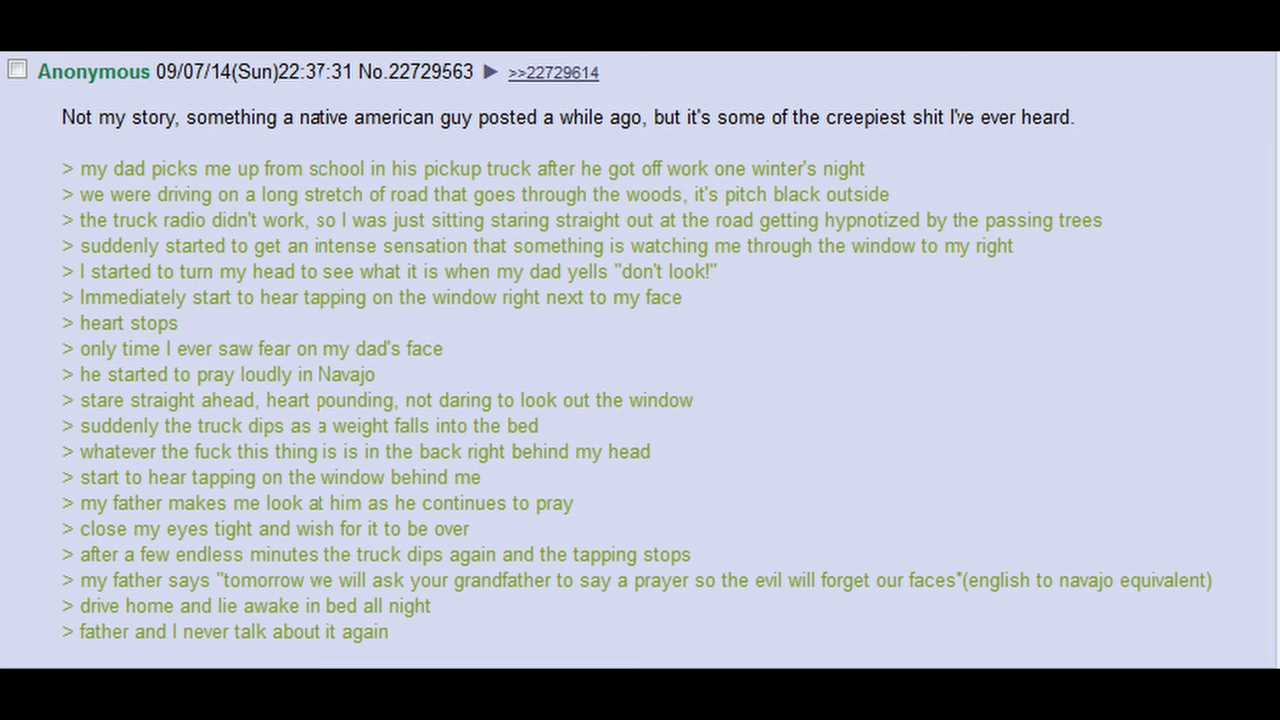 Anonymous 09/07/14(Sun)22:37:31 No.22729563 ▶ >>22729614
Not my story, something a native american guy posted a while ago, but it's some of the creepiest shit I've ever heard.
> my dad picks me up from school in his pickup truck after he got off work one winter's night
> we were driving on a long stretch of road that goes through the woods, it's pitch black outside
> the truck radio didn't work, so I was just sitting staring straight out at the road getting hypnotized by the passing trees
> suddenly started to get an intense sensation that something is watching me through the window to my right
> I started to turn my head to see what it is when my dad yells "don't look!"
> Immediately start to hear tapping on the window right next to my face
> heart stops
> only time I ever saw fear on my dad's face
> he started to pray loudly in Navajo
> stare straight ahead, heart pounding, not daring to look out the window
> suddenly the truck dips as a weight falls into the bed
> whatever the fuck this thing is is in the back right behind my head
> start to hear tapping on the window behind me
> my father makes me look at him as he continues to pray
> close my eyes tight and wish for it to be over
> after a few endless minutes the truck dips again and the tapping stops
> my father says "tomorrow we will ask your grandfather to say a prayer so the evil will forget our faces"(english to navajo equivalent)
> drive home and lie awake in bed all night
> father and I never talk about it again